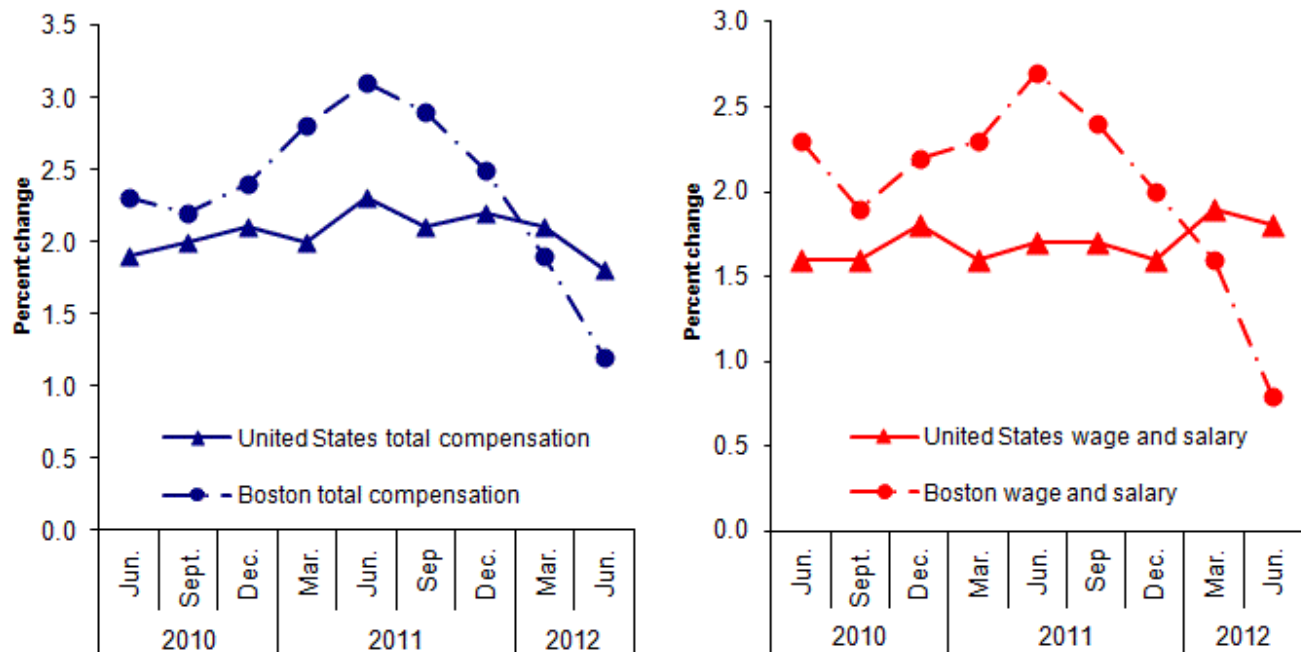 3.5
3.0
2.5
2.0
1.5
1.0
0.5
0.0
Percent change
United States total compensation
Boston total compensation
Jun. Sept. Dec. Mar. Jun. Sep Dec. Mar. Jun.
2010 2011 2012
3.0
2.5
2.0
1.5
1.0
0.5
0.0
Percent change
United States wage and salary
Boston wage and salary
Jun. Sept. Dec. Mar. Jun. Sep Dec. Mar. Jun.
2010 2011 2012